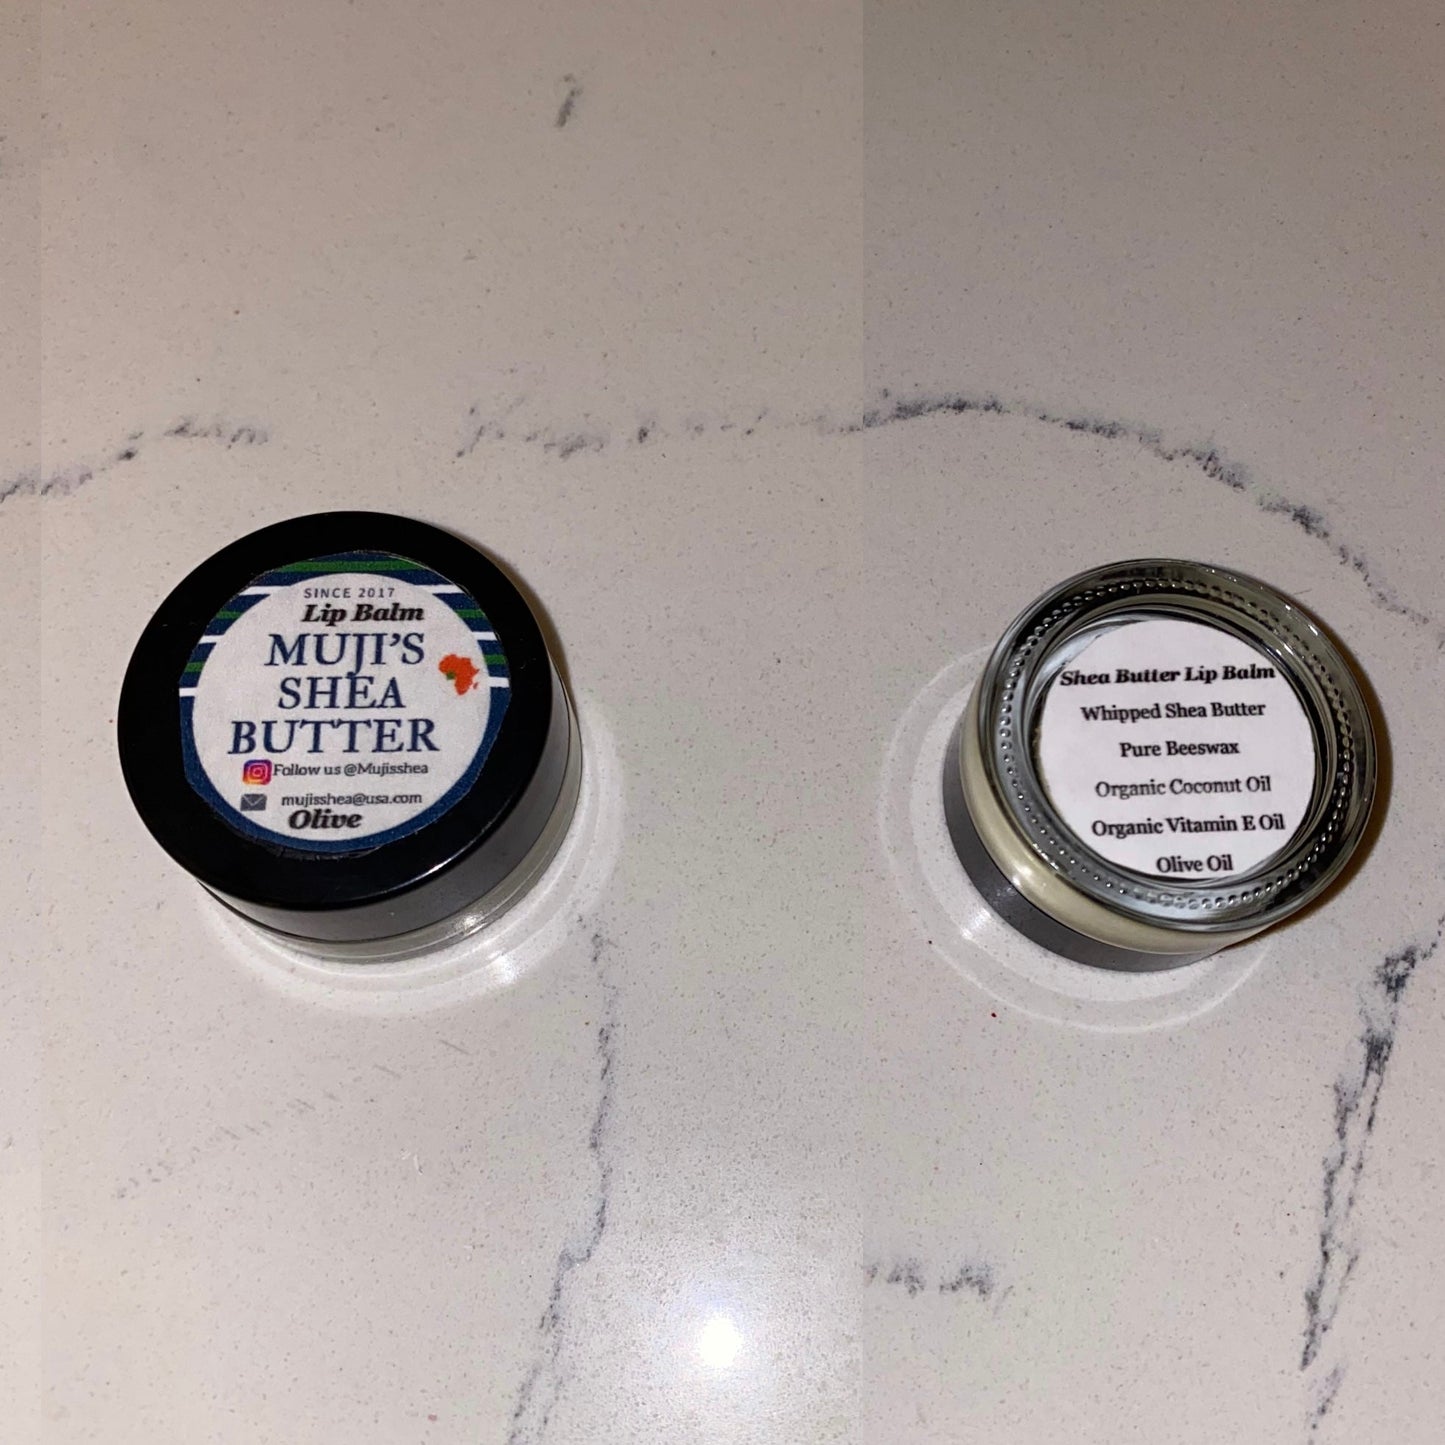 SINCE 2017
Lip Balm
MUJI'S
SHEA
BUTTER
Follow us @Mujisshea
mujisshea@usa.com
Olive
Shea Butter Lip Balm
Whipped Shea Butter
Pure Beeswax
Organic Coconut Oil
Organic Vitamin E Oil
Olive Oil